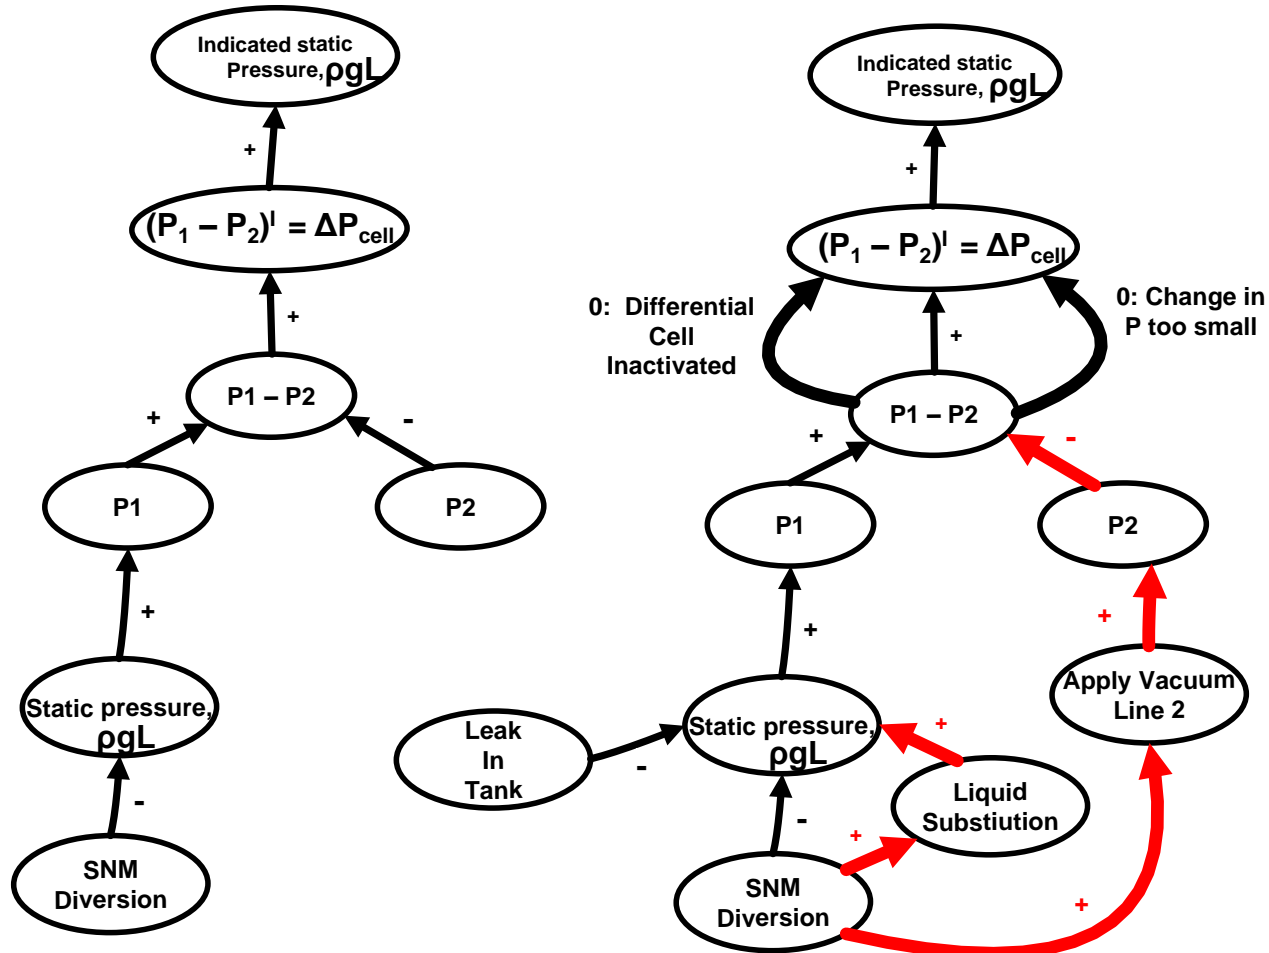 Indicated static
Pressure, ρgL
+
(P₁ – P₂)ᴵ = ΔP_cell
+
P1 – P2
+
-
P1
P2
+
Static pressure,
ρgL
-
SNM
Diversion
Indicated static
Pressure, ρgL
+
(P₁ – P₂)ᴵ = ΔP_cell
0: Differential
Cell
Inactivated
+
0: Change in
P too small
P1 – P2
+
-
P1
P2
+
+
Apply Vacuum
Line 2
Leak
In
Tank
-
Static pressure,
ρgL
+
Liquid
Substiution
-
+
SNM
Diversion
+